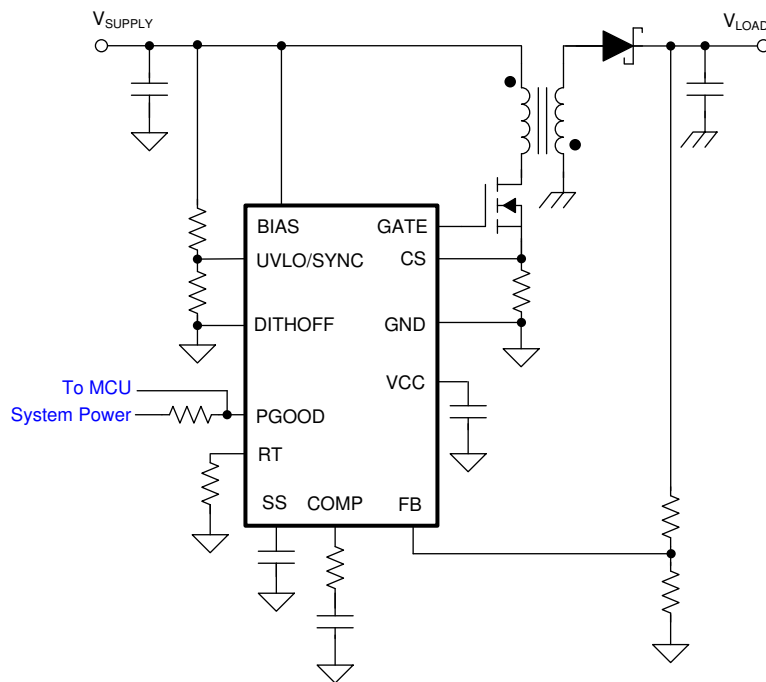 VSUPPLY
VLOAD
BIAS
GATE
UVLO/SYNC
CS
DITHOFF
GND
VCC
To MCU
System Power
PGOOD
RT
SS
COMP
FB